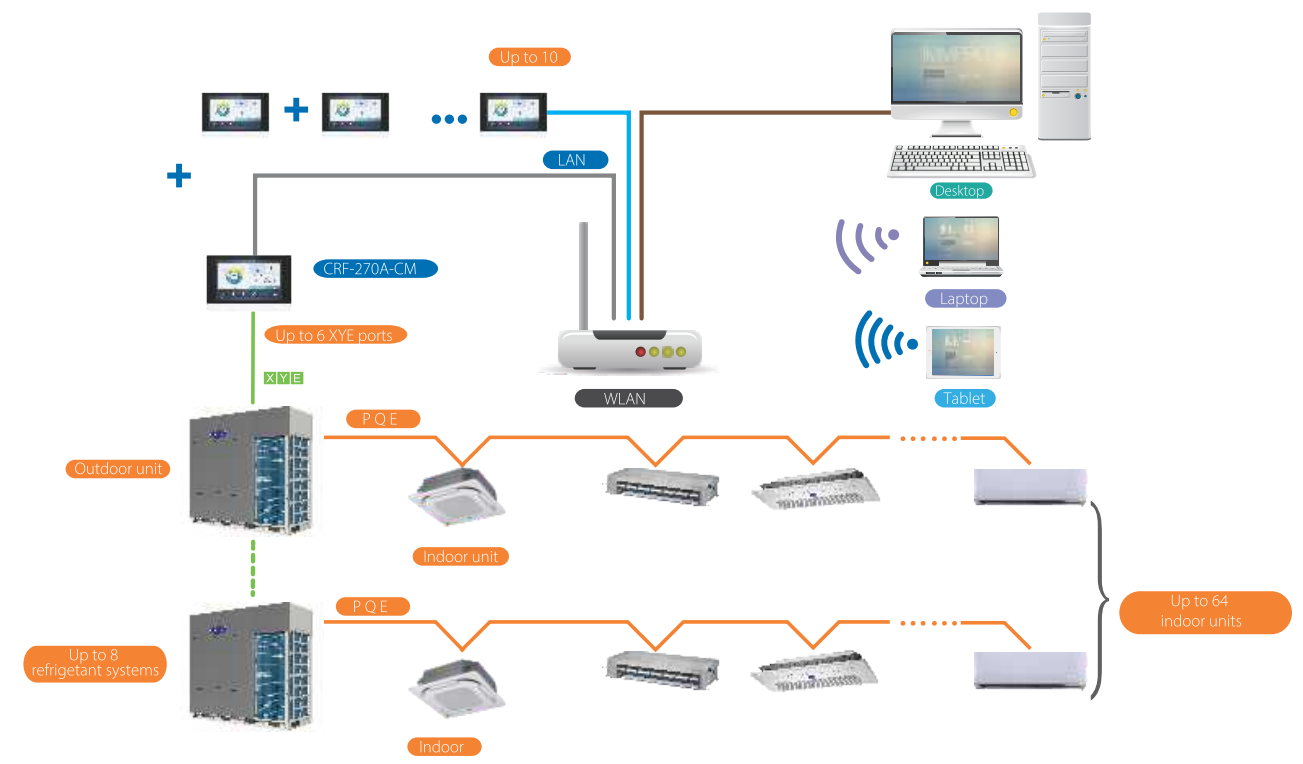 Up to 10
LAN
Desktop
CRF-270A-CM
Laptop
Up to 6 XYE ports
X Y E
WLAN
Tablet
P Q E
Outdoor unit
Indoor unit
P Q E
Up to 64
indoor units
Up to 8
refrigetant systems
Indoor